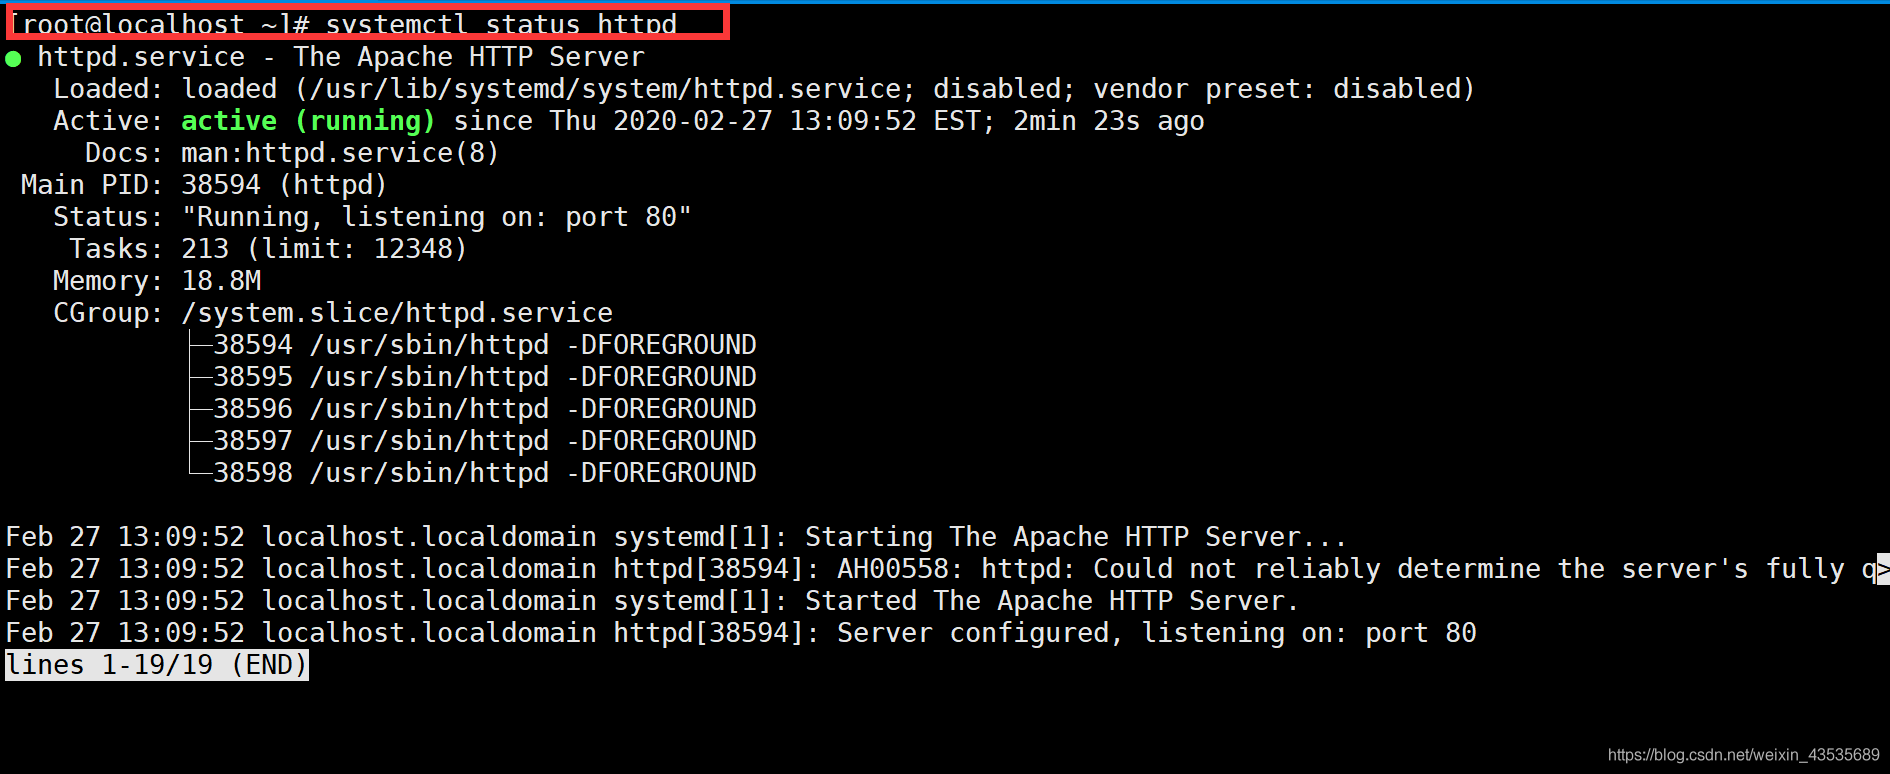 [root@localhost ~]# systemctl status httpd
● httpd.service - The Apache HTTP Server
Loaded: loaded (/usr/lib/systemd/system/httpd.service; disabled; vendor preset: disabled)
Active: active (running) since Thu 2020-02-27 13:09:52 EST; 2min 23s ago
Docs: man:httpd.service(8)
Main PID: 38594 (httpd)
Status: "Running, listening on: port 80"
Tasks: 213 (limit: 12348)
Memory: 18.8M
CGroup: /system.slice/httpd.service
├─38594 /usr/sbin/httpd -DFOREGROUND
├─38595 /usr/sbin/httpd -DFOREGROUND
├─38596 /usr/sbin/httpd -DFOREGROUND
├─38597 /usr/sbin/httpd -DFOREGROUND
└─38598 /usr/sbin/httpd -DFOREGROUND
Feb 27 13:09:52 localhost.localdomain systemd[1]: Starting The Apache HTTP Server...
Feb 27 13:09:52 localhost.localdomain httpd[38594]: AH00558: httpd: Could not reliably determine the server's fully q>
Feb 27 13:09:52 localhost.localdomain systemd[1]: Started The Apache HTTP Server.
Feb 27 13:09:52 localhost.localdomain httpd[38594]: Server configured, listening on: port 80
lines 1-19/19 (END)
https://blog.csdn.net/weixin_43535689